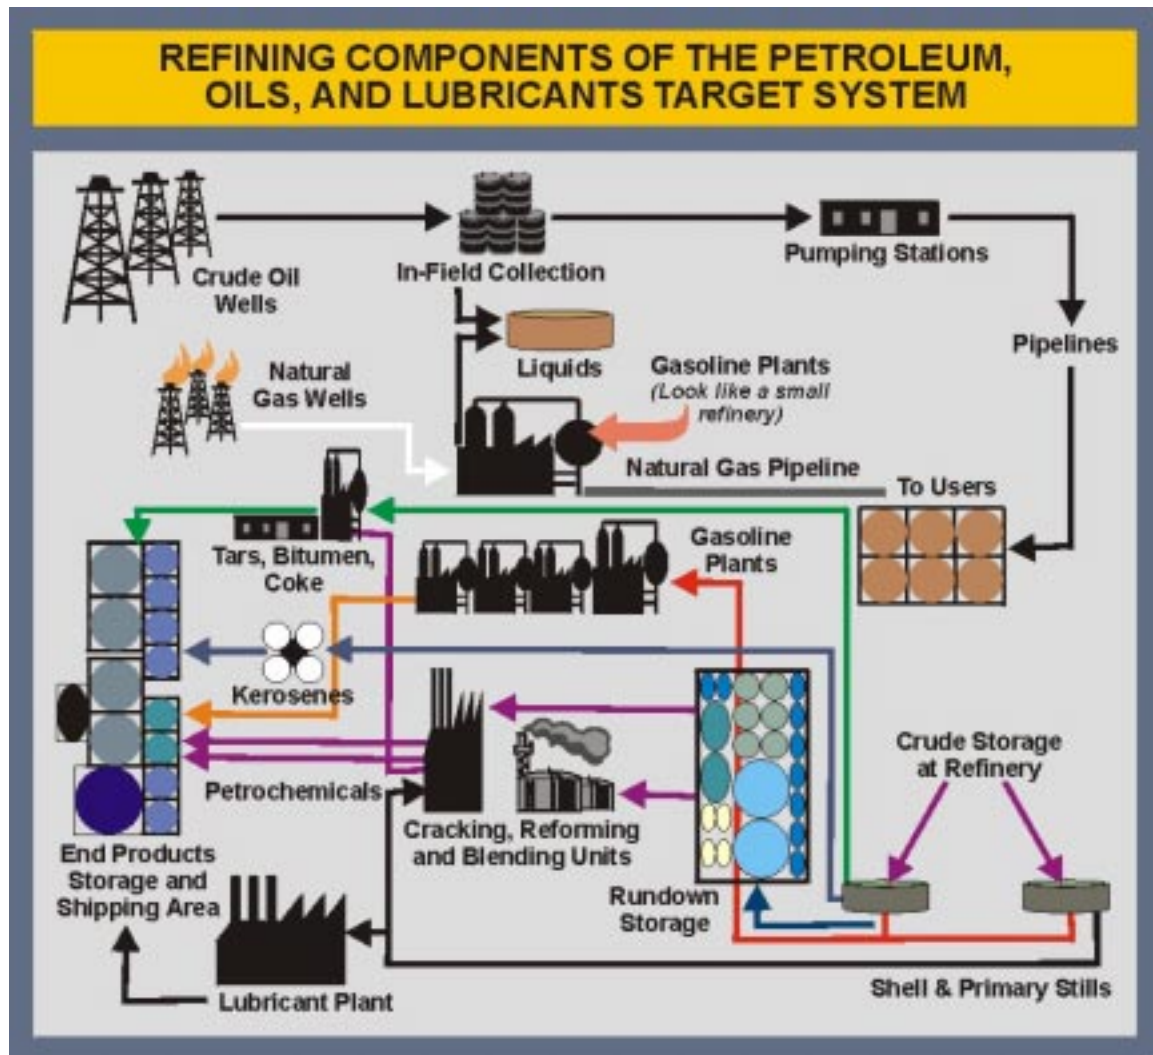 REFINING COMPONENTS OF THE PETROLEUM,
OILS, AND LUBRICANTS TARGET SYSTEM
Crude Oil
Wells
In-Field Collection
Pumping Stations
Pipelines
Liquids
Natural
Gas Wells
Gasoline Plants
(Look like a small
refinery)
Natural Gas Pipeline
To Users
Tars, Bitumen,
Coke
Gasoline
Plants
Kerosenes
Crude Storage
at Refinery
Petrochemicals
Cracking, Reforming
and Blending Units
End Products
Storage and
Shipping Area
Rundown
Storage
Lubricant Plant
Shell & Primary Stills